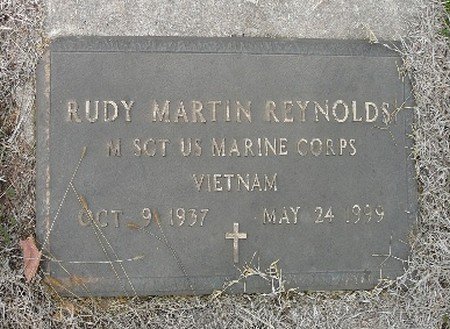 RUDY MARTIN REYNOLDS
M SGT US MARINE CORPS
VIETNAM
OCT 9 1937 MAY 24 1999